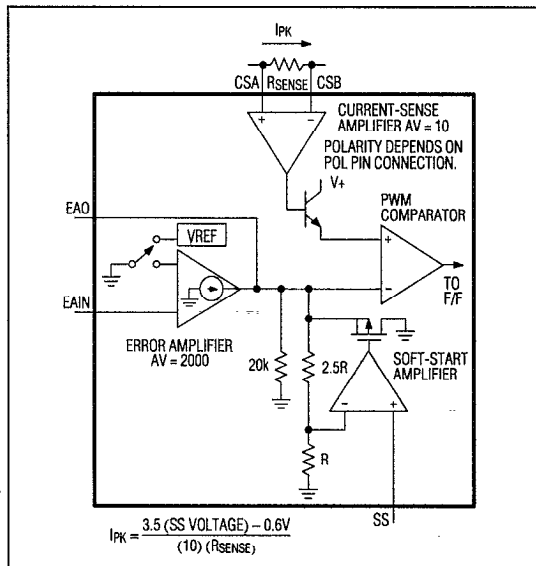 IPK
CSA RSENSE CSB
+ −
CURRENT-SENSE
AMPLIFIER AV = 10
POLARITY DEPENDS ON
POL PIN CONNECTION.
V+
PWM
COMPARATOR
EAO
VREF
+
−
TO
F/F
EAIN
ERROR AMPLIFIER
AV = 2000
20k
2.5R
SOFT-START
AMPLIFIER
− +
R
SS
IPK = 3.5 (SS VOLTAGE) – 0.6V
(10) (RSENSE)